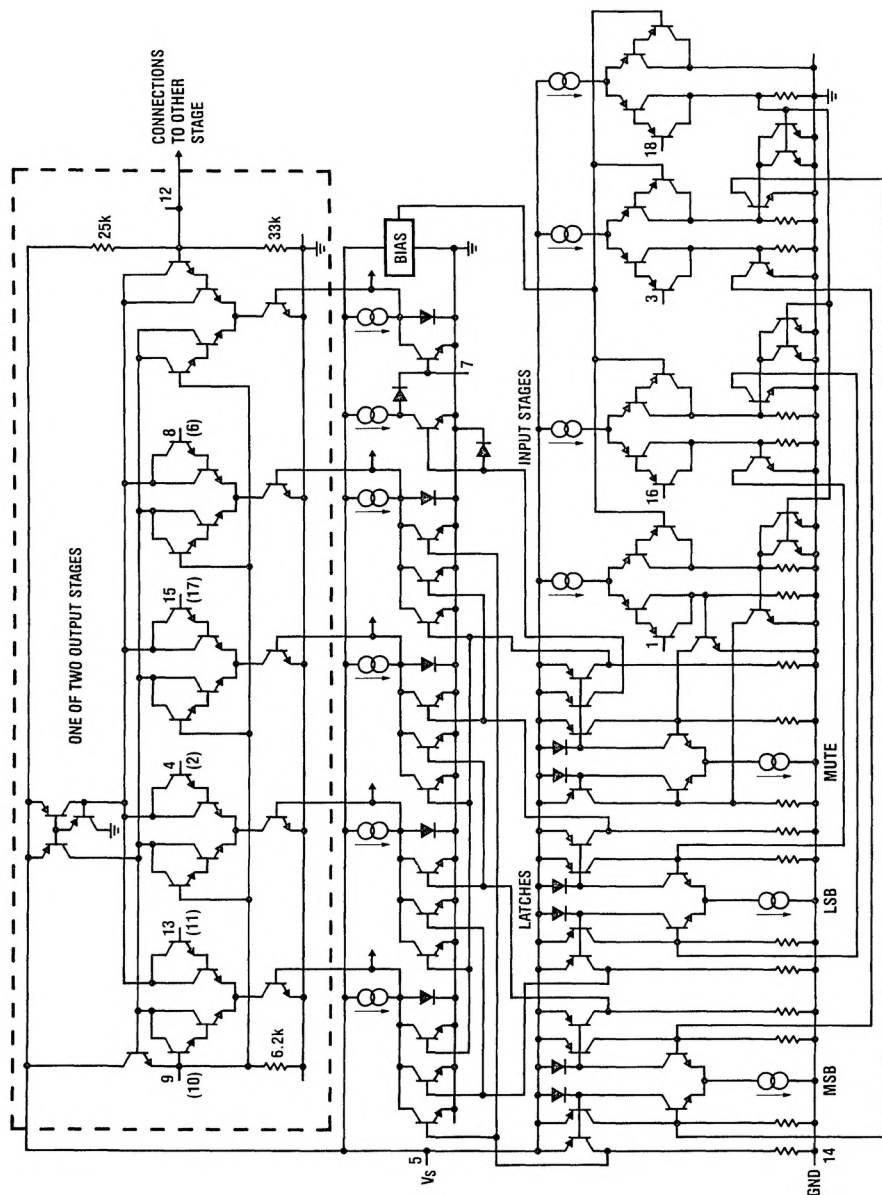 CONNECTIONS
TO OTHER
STAGE
12
25k
33k
ONE OF TWO OUTPUT STAGES
8
(6)
15
(17)
4
(2)
13
(11)
9
(10)
6.2k
BIAS
7
5
VS
INPUT STAGES
18
3
16
1
LATCHES
MUTE
LSB
MSB
14
GND